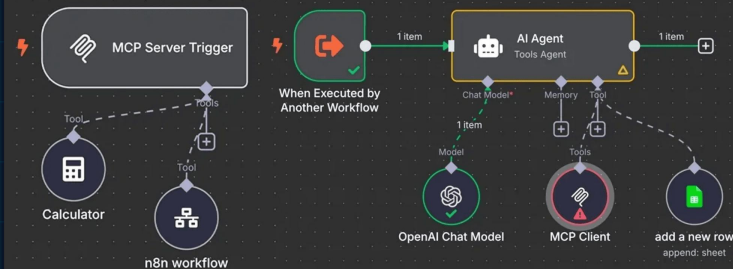 MCP Server Trigger
Tools
Tool
Calculator
Tool
n8n workflow
When Executed by
Another Workflow
1 item
AI Agent
Tools Agent
1 item
Chat Model*
Memory
Tool
1 item
Model
OpenAI Chat Model
Tools
MCP Client
add a new row
append: sheet